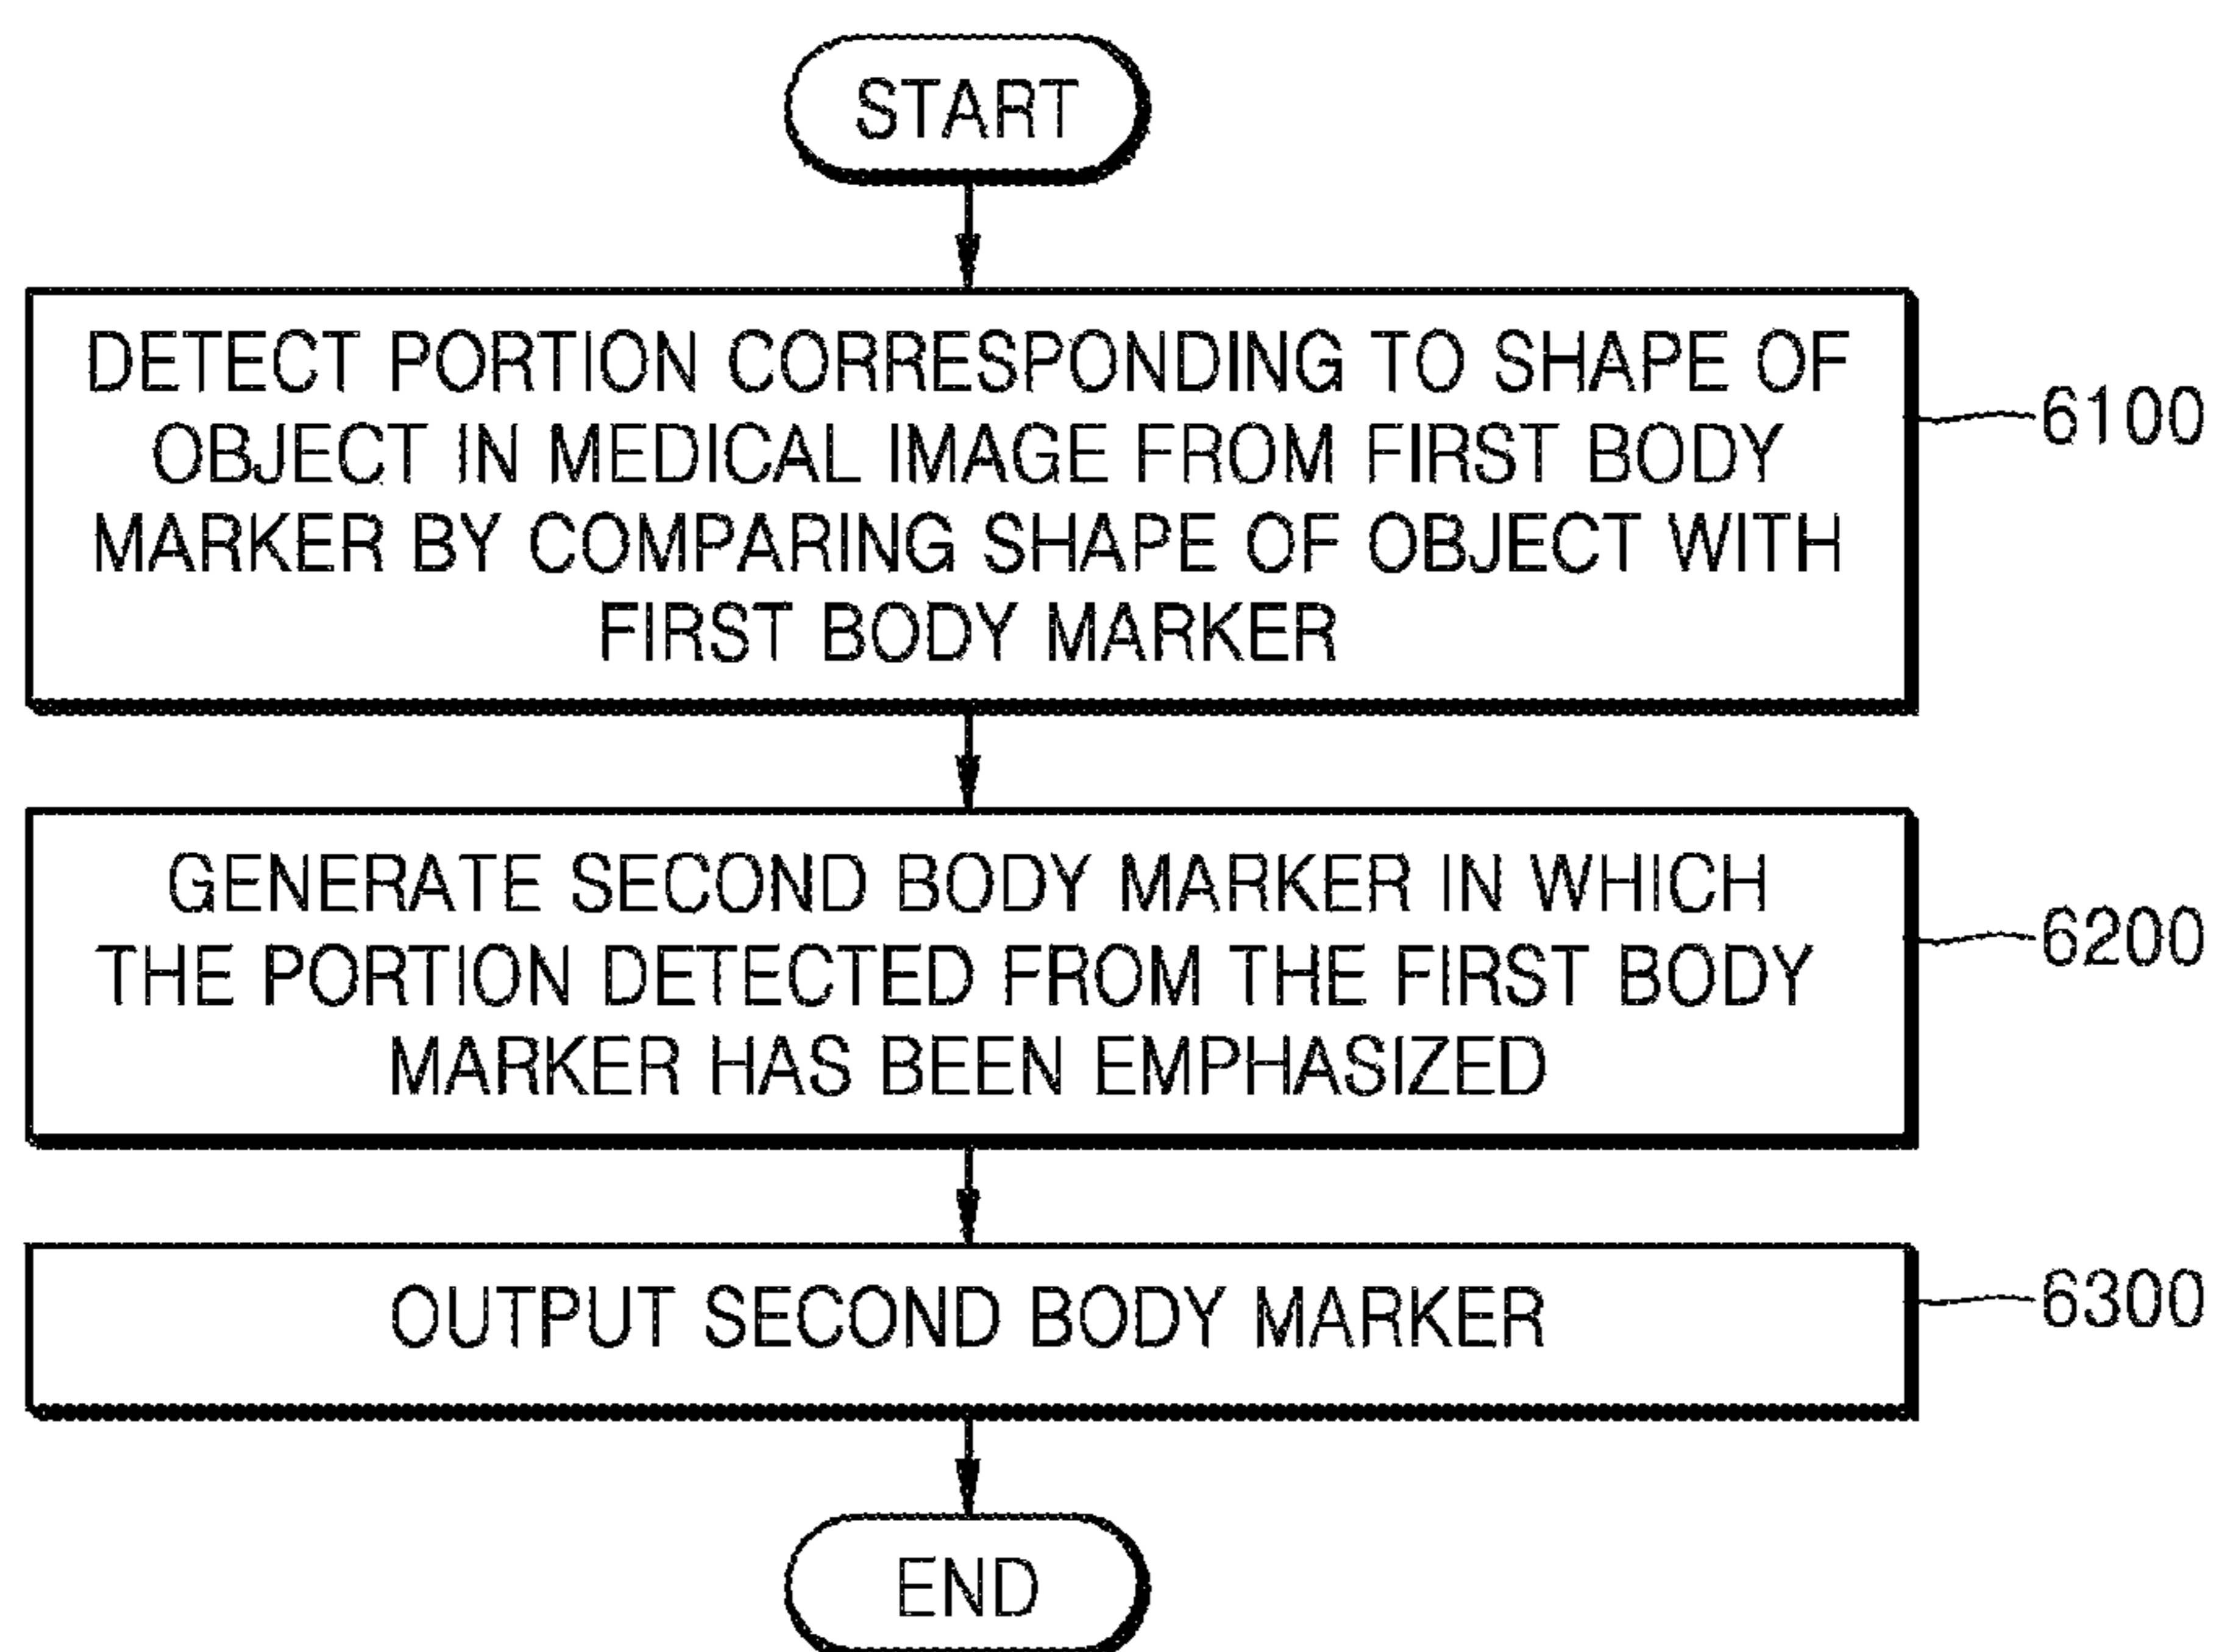 START
DETECT PORTION CORRESPONDING TO SHAPE OF
OBJECT IN MEDICAL IMAGE FROM FIRST BODY
MARKER BY COMPARING SHAPE OF OBJECT WITH
FIRST BODY MARKER
6100
GENERATE SECOND BODY MARKER IN WHICH
THE PORTION DETECTED FROM THE FIRST BODY
MARKER HAS BEEN EMPHASIZED
6200
OUTPUT SECOND BODY MARKER
6300
END